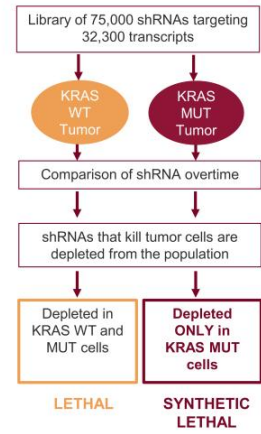 Library of 75,000 shRNAs targeting
32,300 transcripts
KRAS
WT
Tumor
KRAS
MUT
Tumor
Comparison of shRNA overtime
shRNAs that kill tumor cells are
depleted from the population
Depleted in
KRAS WT and
MUT cells
Depleted
ONLY in
KRAS MUT
cells
LETHAL
SYNTHETIC
LETHAL